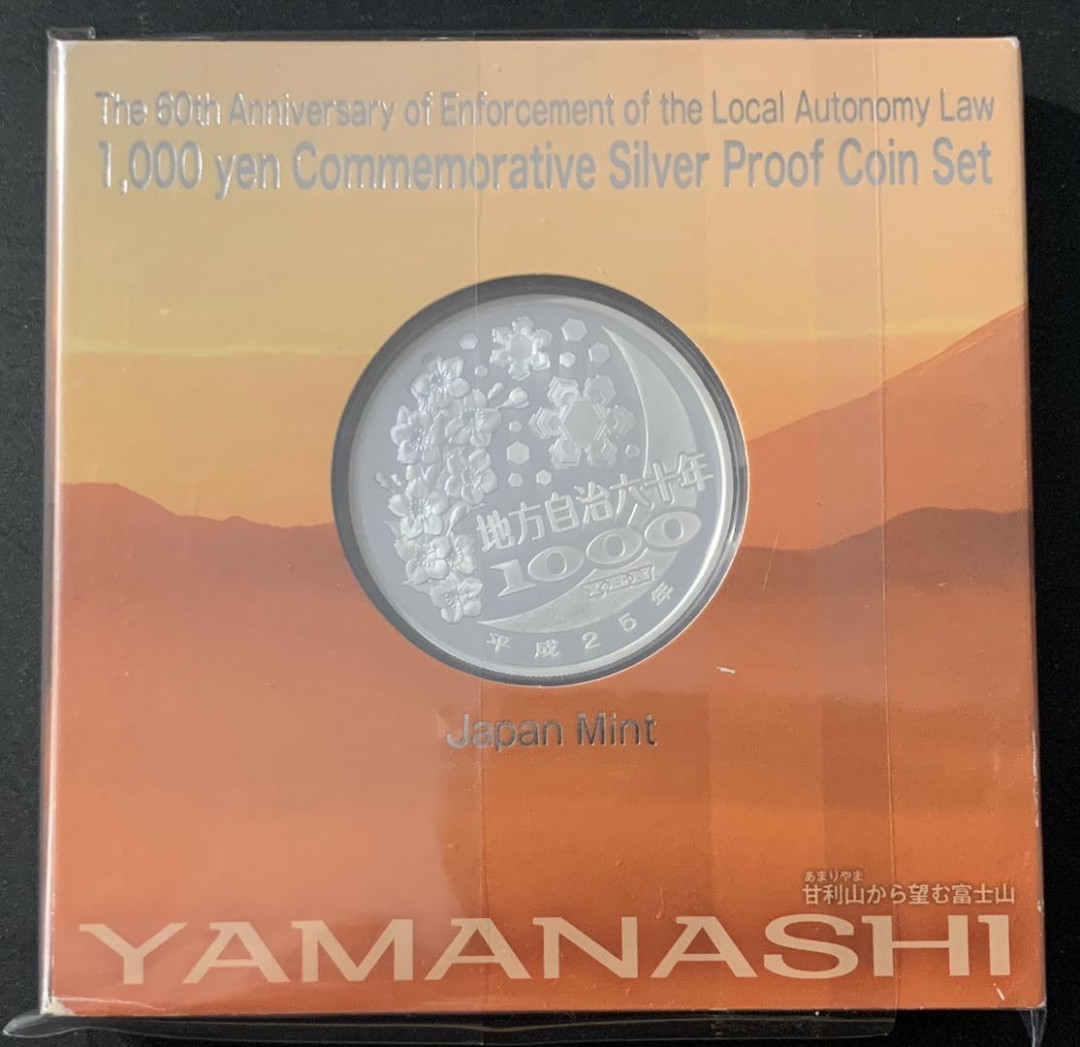 The 60th Anniversary of Enforcement of the Local Autonomy Law
1,000 yen Commemorative Silver Proof Coin Set
地方自治六十年
1000
YEN
平成25年
Japan Mint
あまりやま
甘利山から望む富士山
YAMANASHI